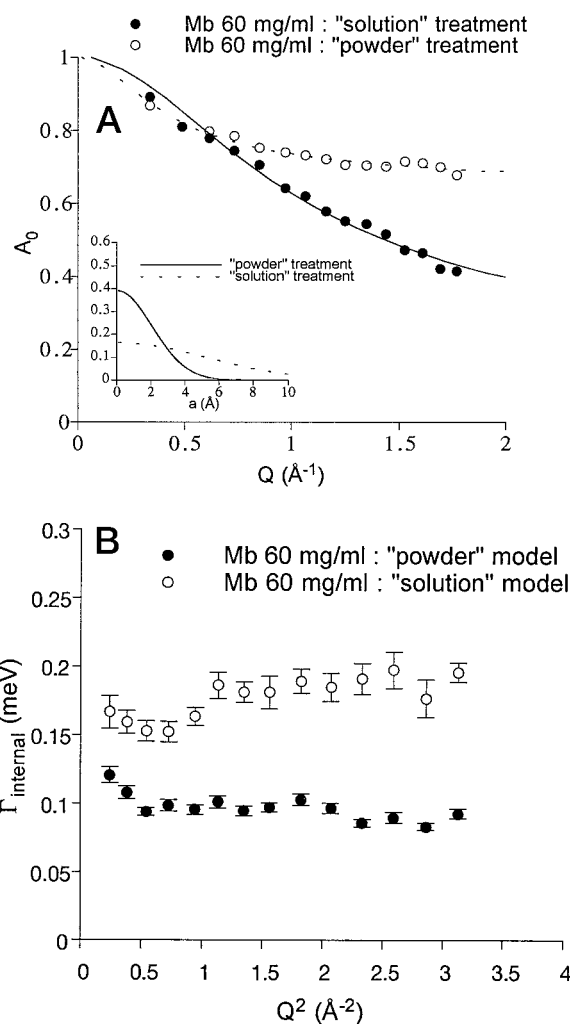 Mb 60 mg/ml : "solution" treatment
Mb 60 mg/ml : "powder" treatment
1
A
0.8
0.6
A0
0.4
0.2
0
0 0.5 1 1.5 2
Q (Å-1)
0.6
0.5
0.4
0.3
0.2
0.1
0
"powder" treatment
"solution" treatment
0 2 4 6 8 10
a (Å)
0.3
B
Mb 60 mg/ml : "powder" model
Mb 60 mg/ml : "solution" model
0.25
0.2
0.15
0.1
0.05
0
Γinternal (meV)
0 0.5 1 1.5 2 2.5 3 3.5 4
Q2 (Å-2)